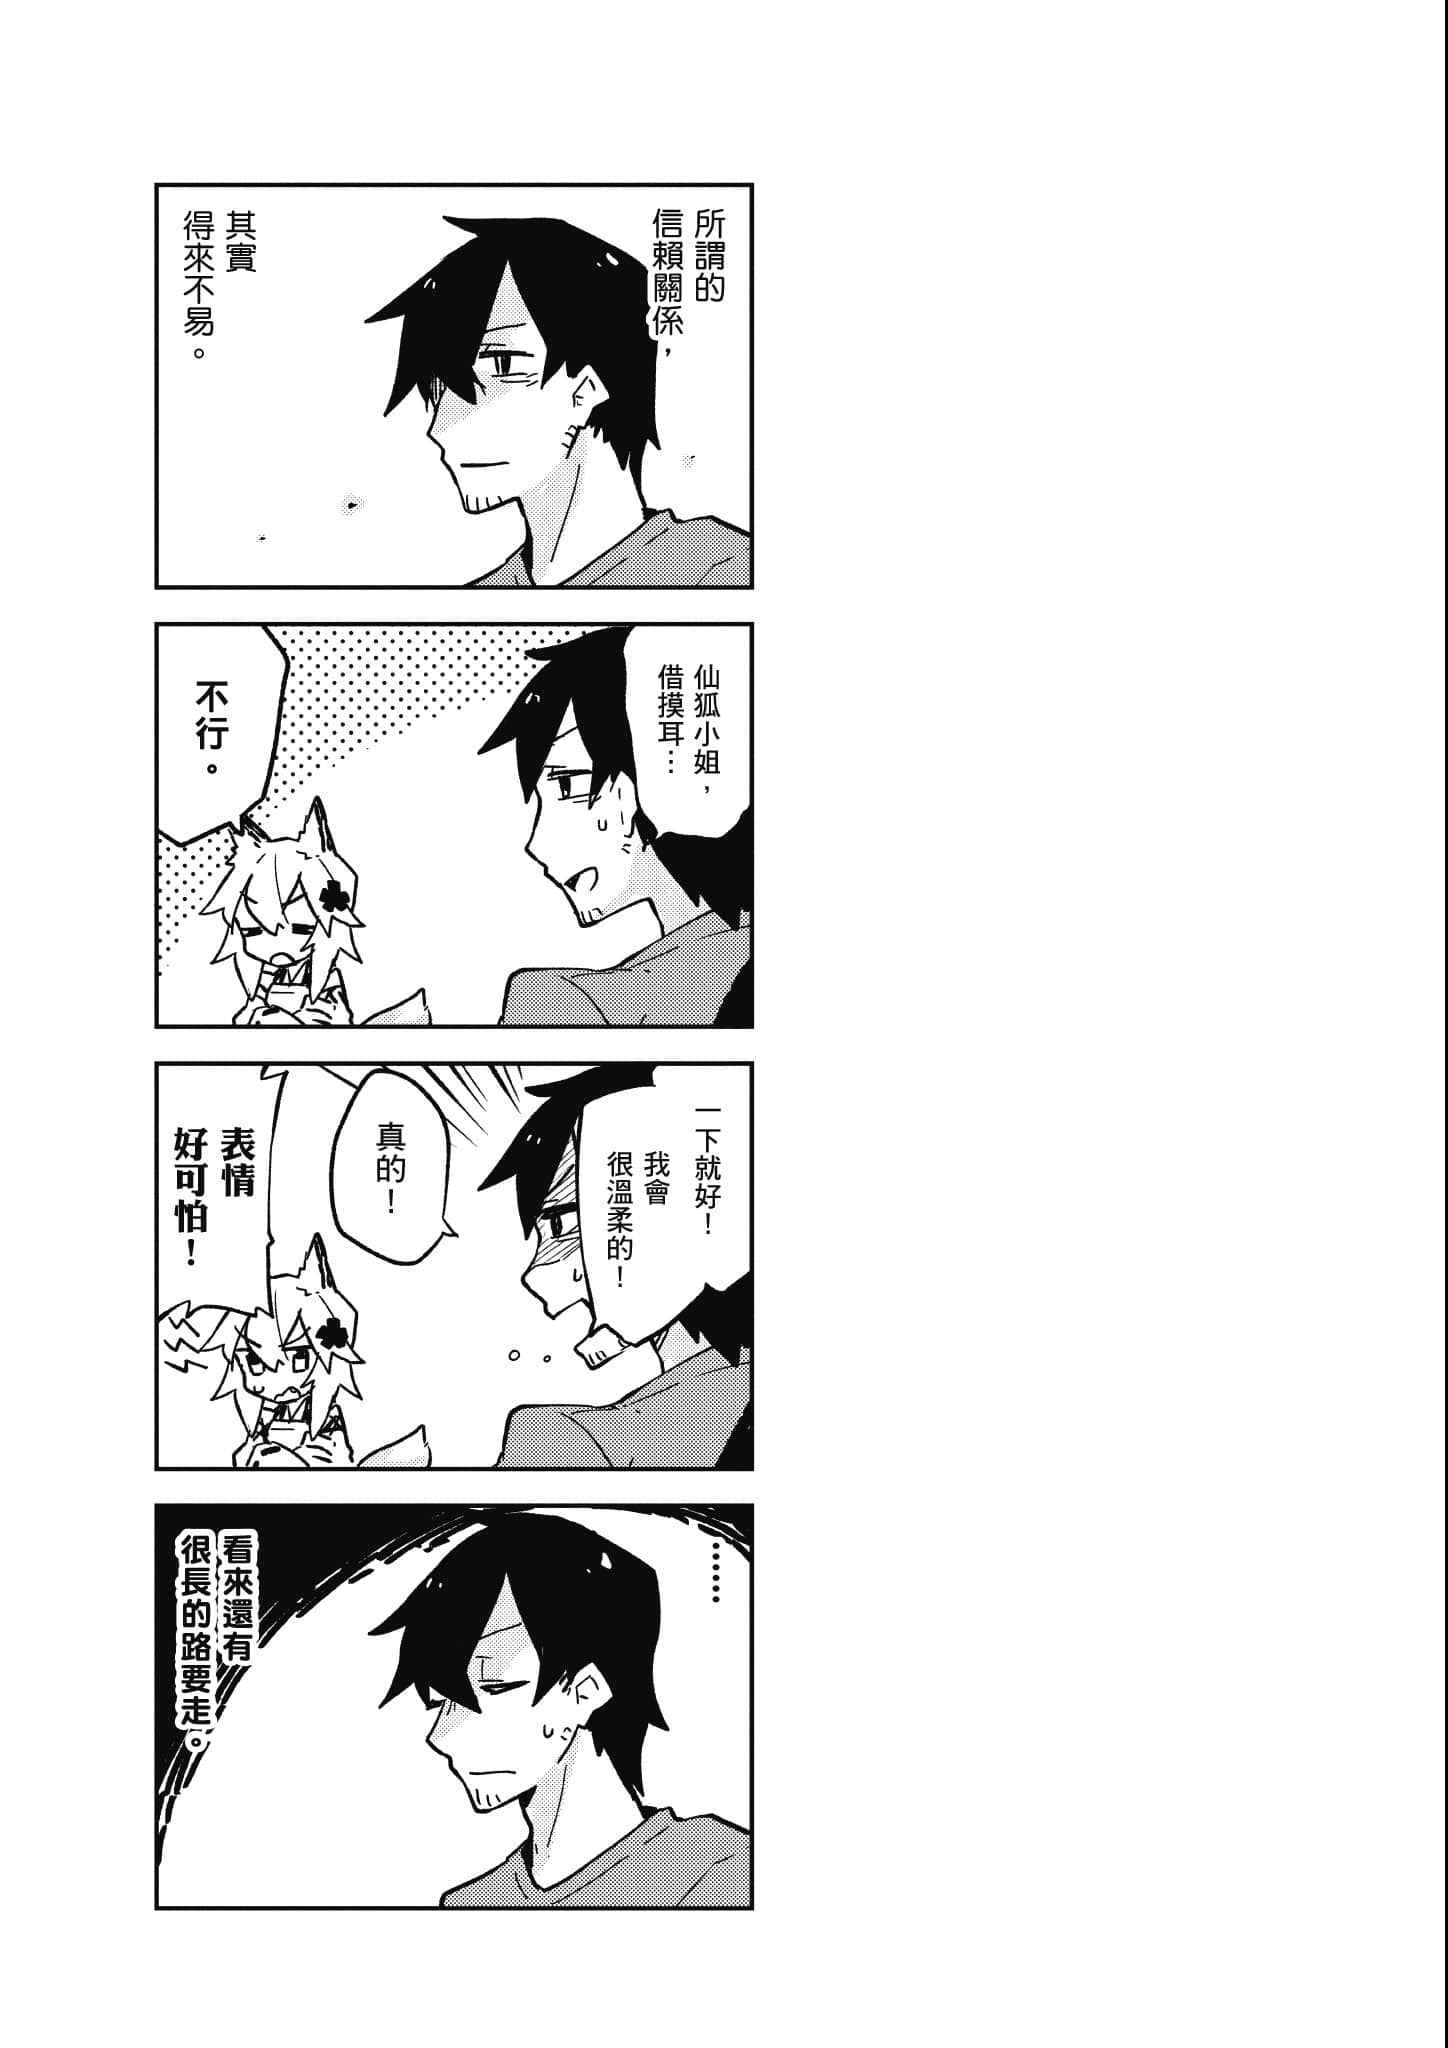 所謂的
信賴關係，
其實
得來不易。
仙狐小姐，
借摸耳…
不行。
一下就好！
我會
很溫柔的！
真的！
表情
好可怕！
……
看來還有
很長的路要走。